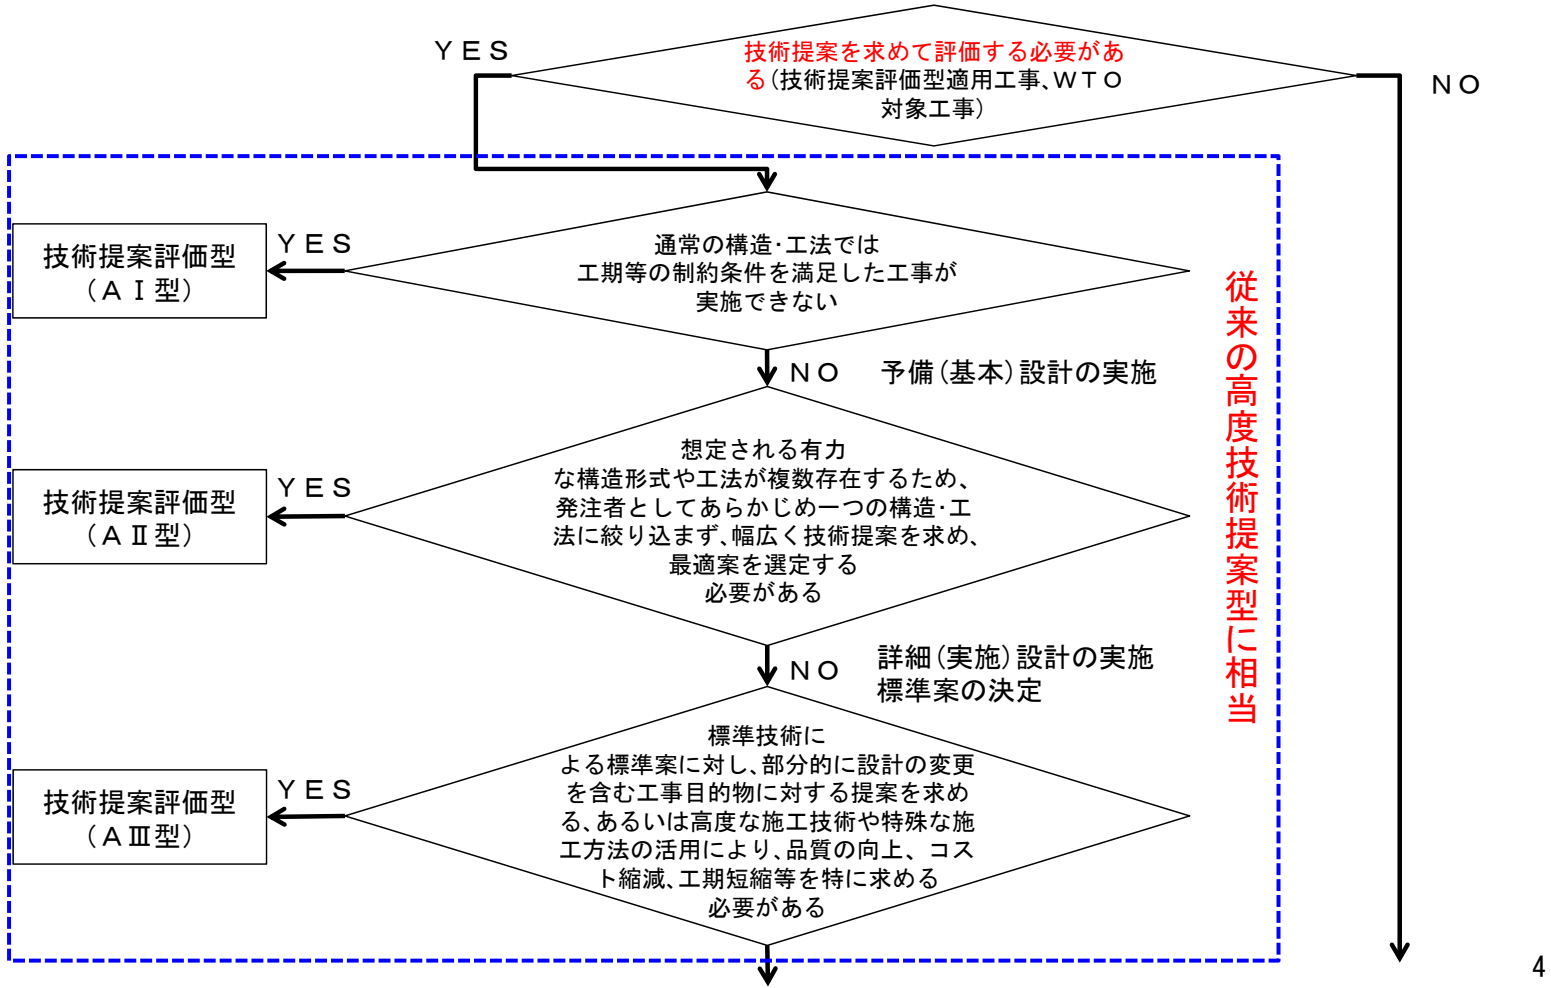 ＹＥＳ
技術提案を求めて評価する必要があ
る（技術提案評価型適用工事、ＷＴＯ
対象工事）
ＮＯ
技術提案評価型
（ＡⅠ型）
ＹＥＳ
通常の構造・工法では
工期等の制約条件を満足した工事が
実施できない
ＮＯ
予備（基本）設計の実施
技術提案評価型
（ＡⅡ型）
ＹＥＳ
想定される有力
な構造形式や工法が複数存在するため、
発注者としてあらかじめ一つの構造・工
法に絞り込まず、幅広く技術提案を求め、
最適案を選定する
必要がある
ＮＯ
詳細（実施）設計の実施
標準案の決定
技術提案評価型
（ＡⅢ型）
ＹＥＳ
標準技術に
よる標準案に対し、部分的に設計の変更
を含む工事目的物に対する提案を求め
る、あるいは高度な施工技術や特殊な施
工方法の活用により、品質の向上、コス
ト縮減、工期短縮等を特に求める
必要がある
従来の高度技術提案型に相当
4